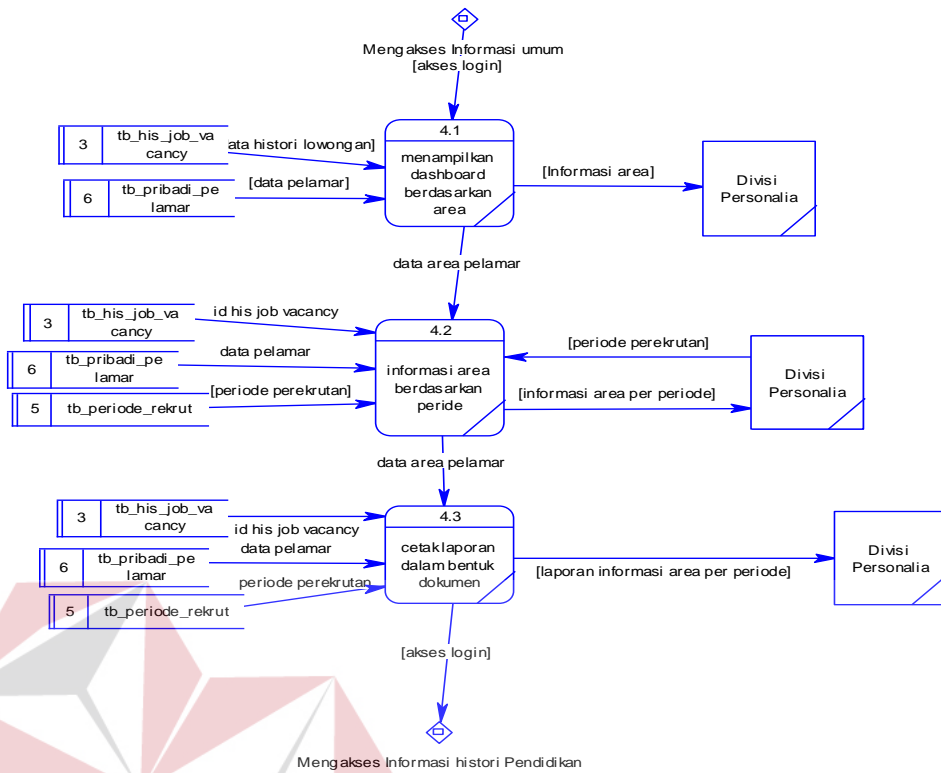 Mengakses Informasi umum
[akses login]
4.1
menampilkan
dashboard
berdasarkan
area
3
tb_his_job_va
cancy
ata histori lowongan]
6
tb_pribadi_pe
lamar
[data pelamar]
[Informasi area]
Divisi
Personalia
data area pelamar
3
tb_his_job_va
cancy
id his job vacancy
4.2
informasi area
berdasarkan
peride
6
tb_pribadi_pe
lamar
data pelamar
5
tb_periode_rekrut
[periode perekrutan]
[periode perekrutan]
[informasi area per periode]
Divisi
Personalia
data area pelamar
3
tb_his_job_va
cancy
id his job vacancy
4.3
cetak laporan
dalam bentuk
dokumen
6
tb_pribadi_pe
lamar
data pelamar
5
tb_periode_rekrut
periode perekrutan
[laporan informasi area per periode]
Divisi
Personalia
[akses login]
Mengakses Informasi histori Pendidikan